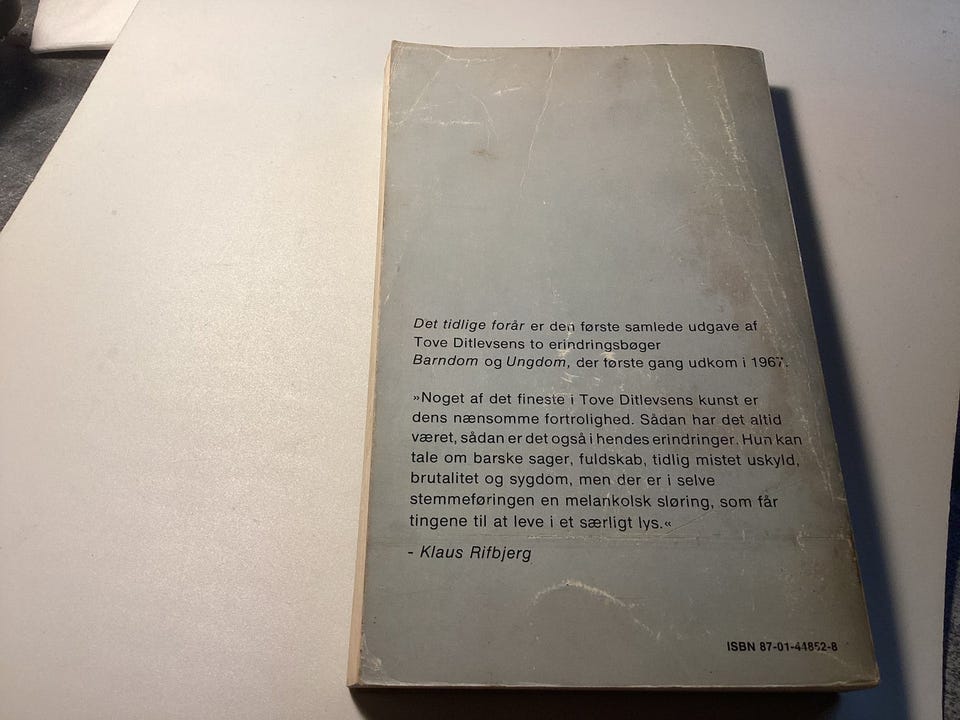 Det tidlige forår er den første samlede udgave af
Tove Ditlevsens to erindringsbøger
Barndom og Ungdom, der første gang udkom i 1967.
»Noget af det fineste i Tove Ditlevsens kunst er
dens nænsomme fortrolighed. Sådan har det altid
været, sådan er det også i hendes erindringer. Hun kan
tale om barske sager, fuldskab, tidlig mistet uskyld,
brutalitet og sygdom, men der er i selve
stemmeføringen en melankolsk sløring, som får
tingene til at leve i et særligt lys.«
- Klaus Rifbjerg
ISBN 87-01-44852-8